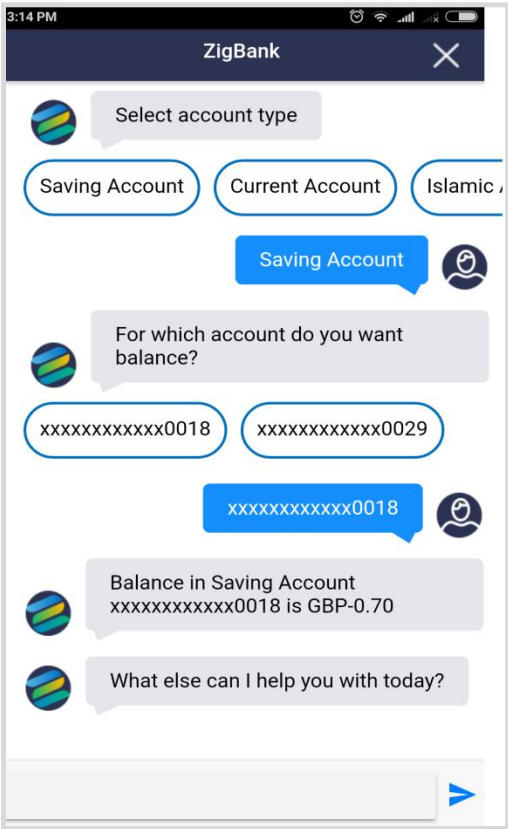 3:14 PM
ZigBank
Select account type
Saving Account
Current Account
Islamic
Saving Account
For which account do you want
balance?
xxxxxxxxxxxx0018
xxxxxxxxxxxx0029
xxxxxxxxxxxx0018
Balance in Saving Account
xxxxxxxxxxxx0018 is GBP-0.70
What else can I help you with today?